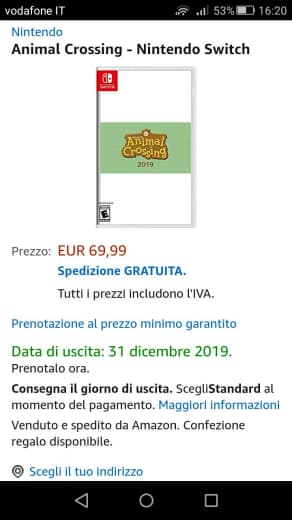 vodafone IT
53%
16:20
Nintendo
Animal Crossing - Nintendo Switch
Animal
Crossing
2019
E
Prezzo: EUR 69,99
Spedizione GRATUITA.
Tutti i prezzi includono l'IVA.
Prenotazione al prezzo minimo garantito
Data di uscita: 31 dicembre 2019.
Prenotalo ora.
Consegna il giorno di uscita. ScegliStandard al
momento del pagamento. Maggiori informazioni
Venduto e spedito da Amazon. Confezione
regalo disponibile.
Scegli il tuo indirizzo